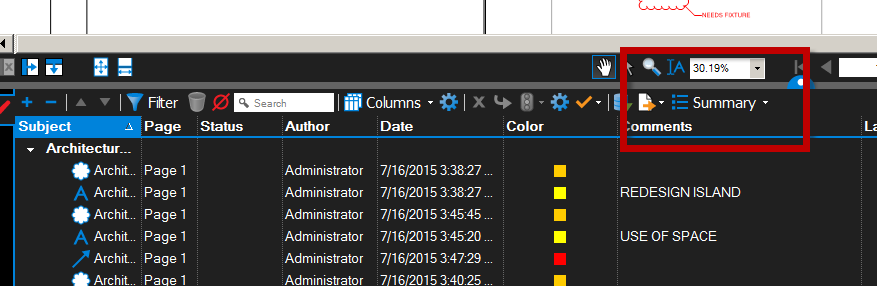 NEEDS FIXTURE
30.19%
Filter Search Columns Summary
Subject Page Status Author Date Color Comments La
Architectur...
Archit... Page 1 Administrator 7/16/2015 3:38:27 ...
Archit... Page 1 Administrator 7/16/2015 3:38:27 ... REDESIGN ISLAND
Archit... Page 1 Administrator 7/16/2015 3:45:45 ...
Archit... Page 1 Administrator 7/16/2015 3:45:20 ... USE OF SPACE
Archit... Page 1 Administrator 7/16/2015 3:47:29 ...
Archit... Page 1 Administrator 7/16/2015 3:40:25 ...